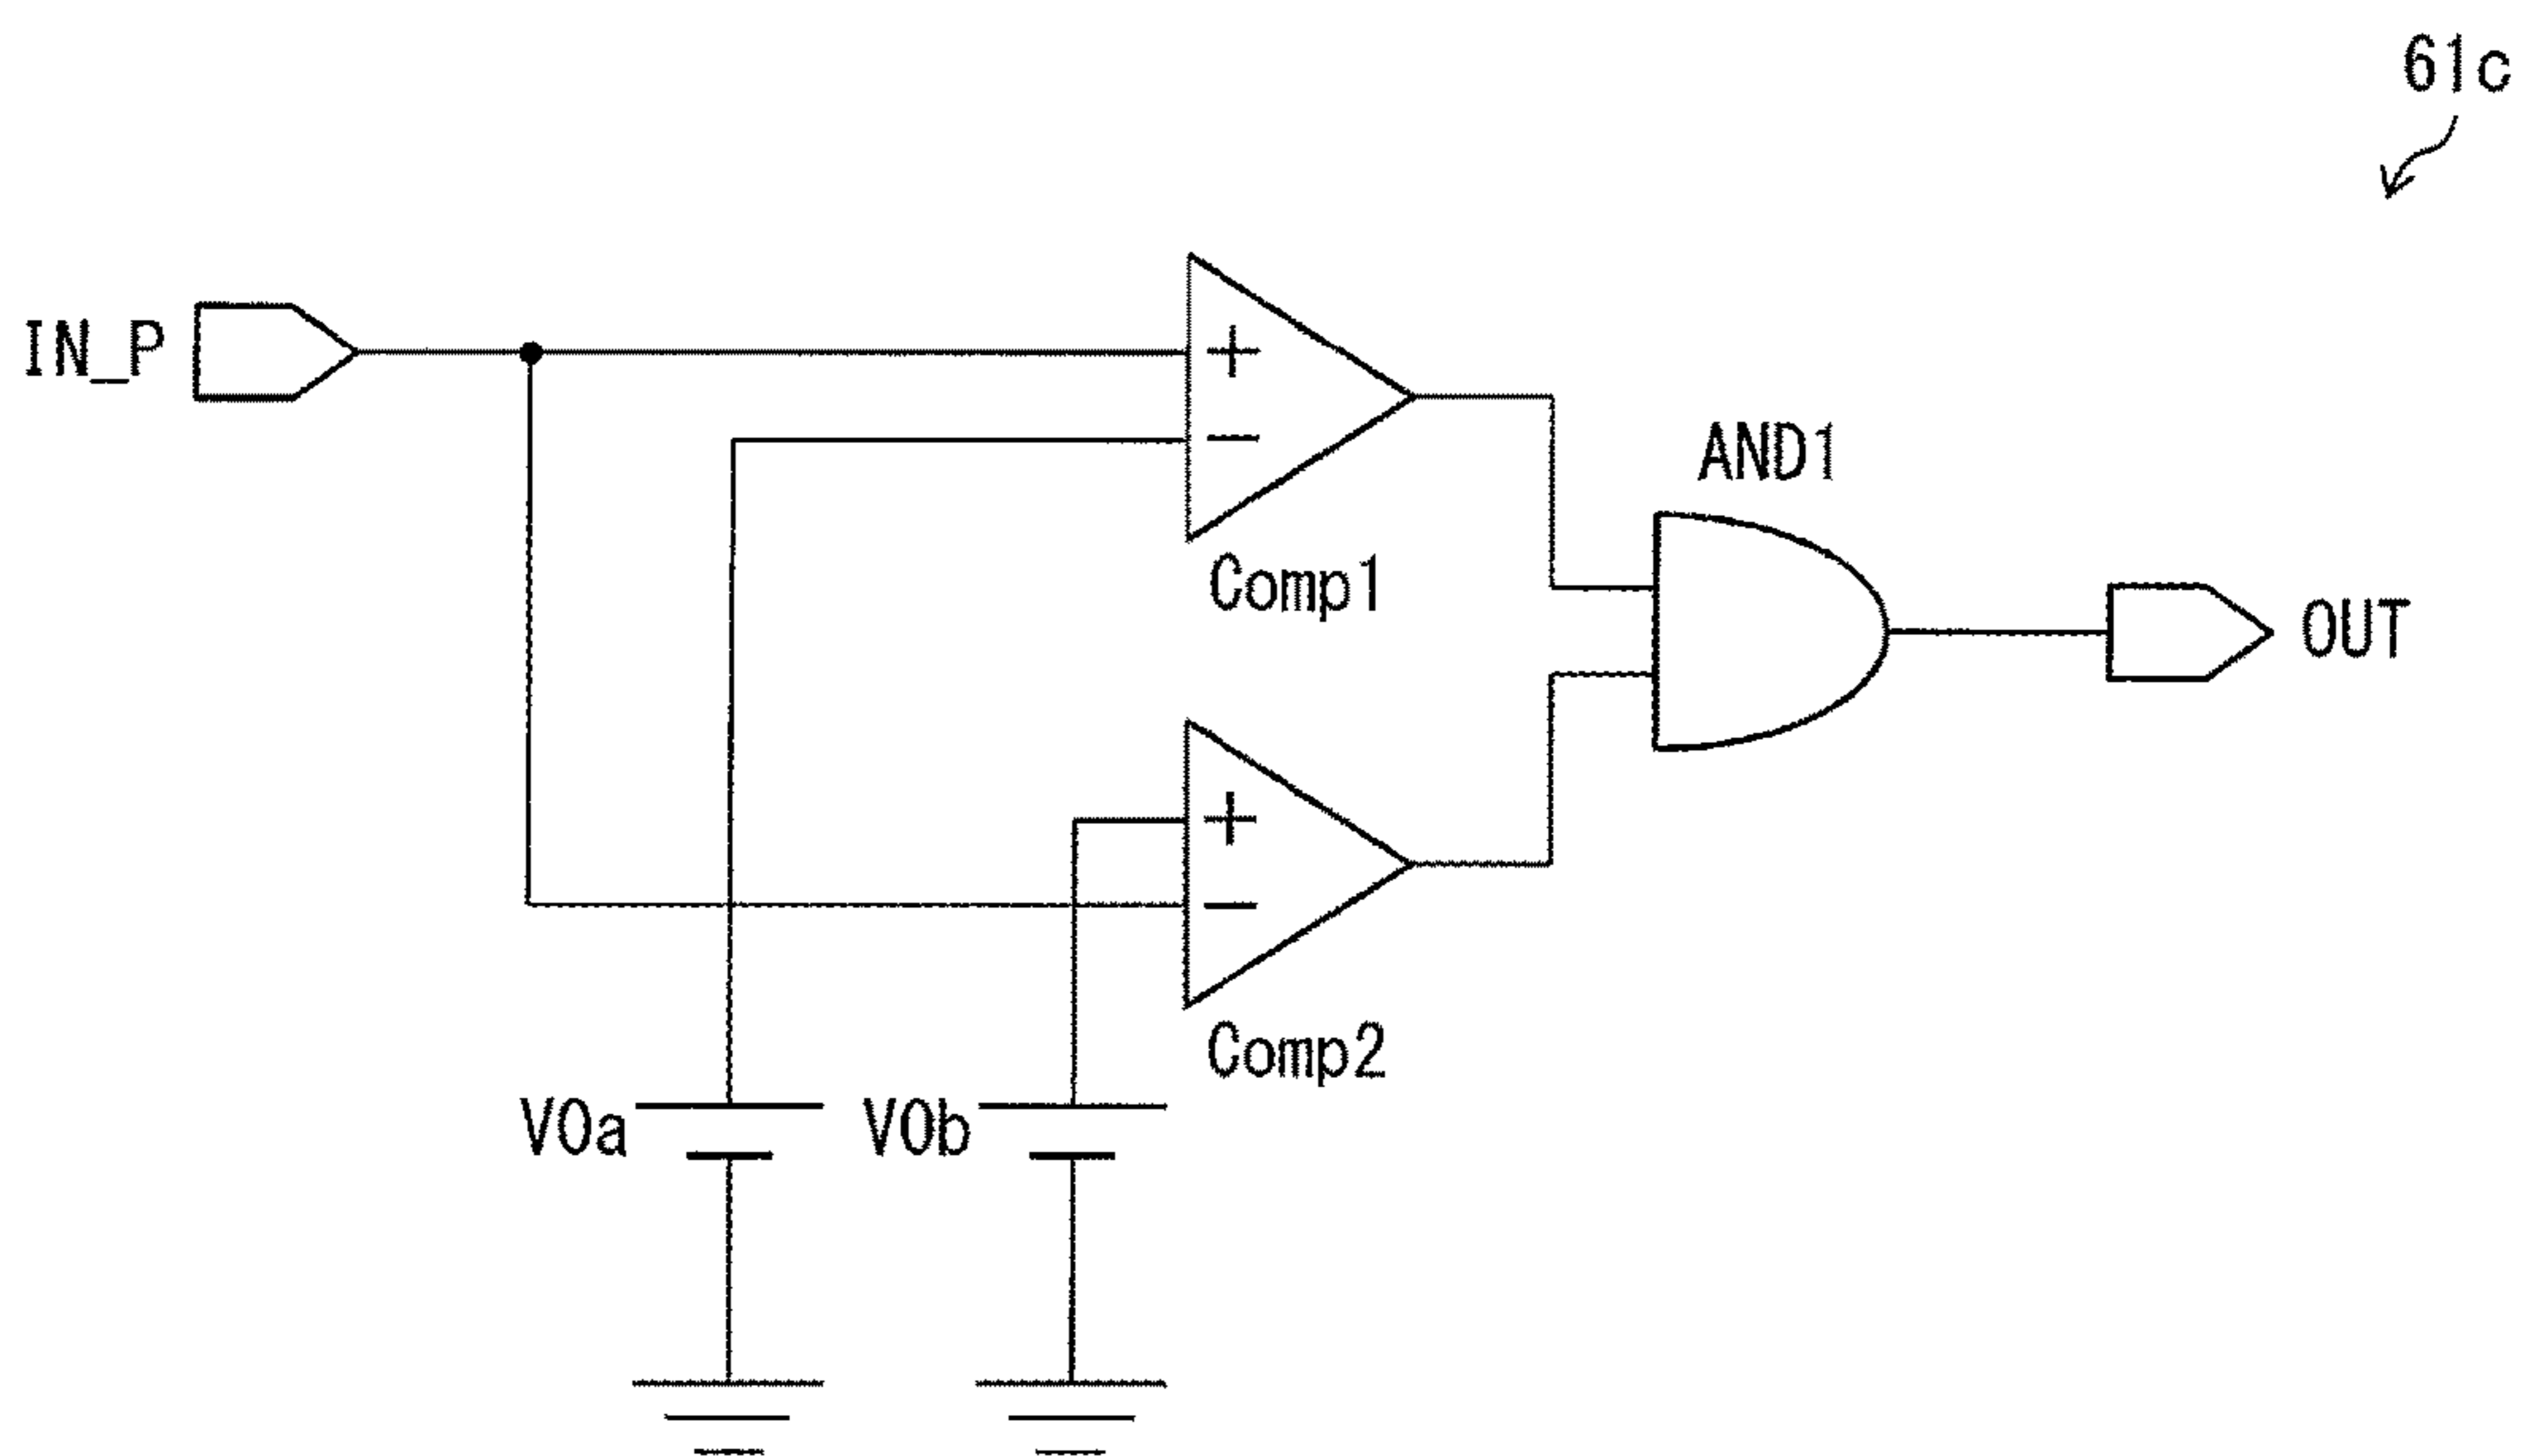 61c
IN_P
+
−
AND1
Comp1
OUT
+
−
Comp2
V0a
V0b